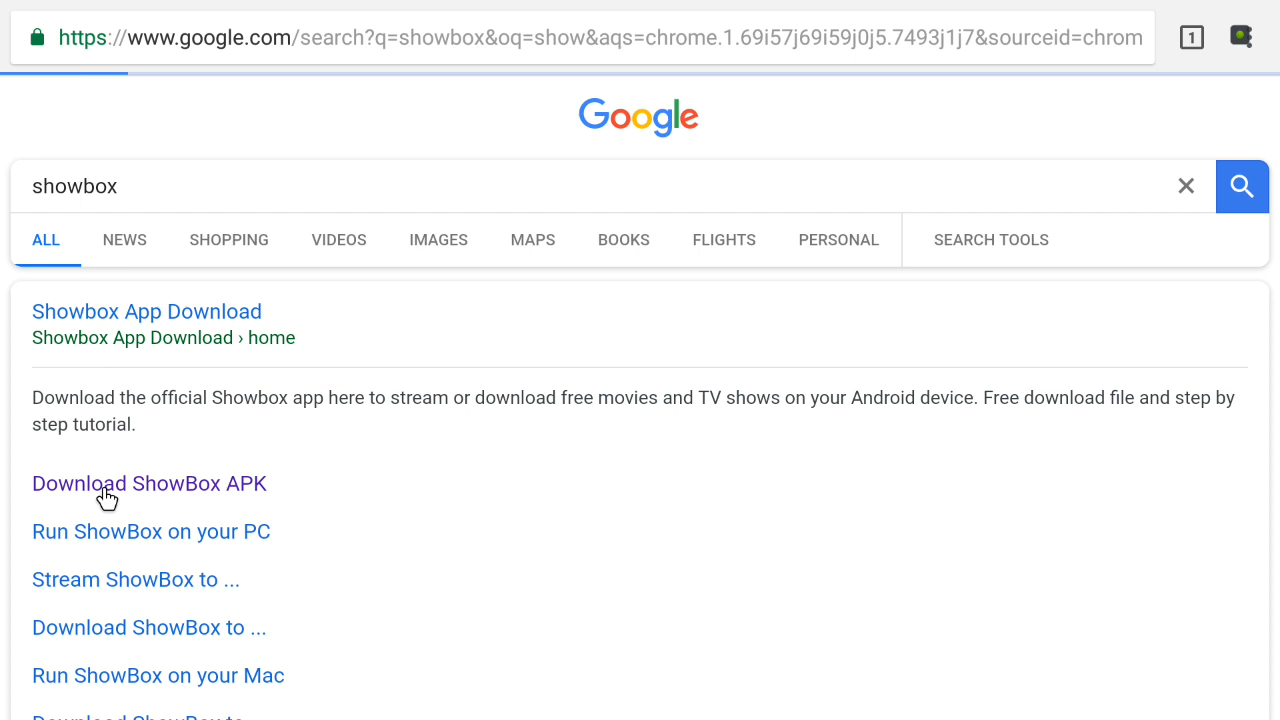 https://www.google.com/search?q=showbox&oq=show&aqs=chrome.1.69i57j69i59j0j5.7493j1j7&sourceid=chrom
1
Google
showbox
ALL NEWS SHOPPING VIDEOS IMAGES MAPS BOOKS FLIGHTS PERSONAL SEARCH TOOLS
Showbox App Download
Showbox App Download › home
Download the official Showbox app here to stream or download free movies and TV shows on your Android device. Free download file and step by
step tutorial.
Download ShowBox APK
Run ShowBox on your PC
Stream ShowBox to ...
Download ShowBox to ...
Run ShowBox on your Mac
Download ShowBox to